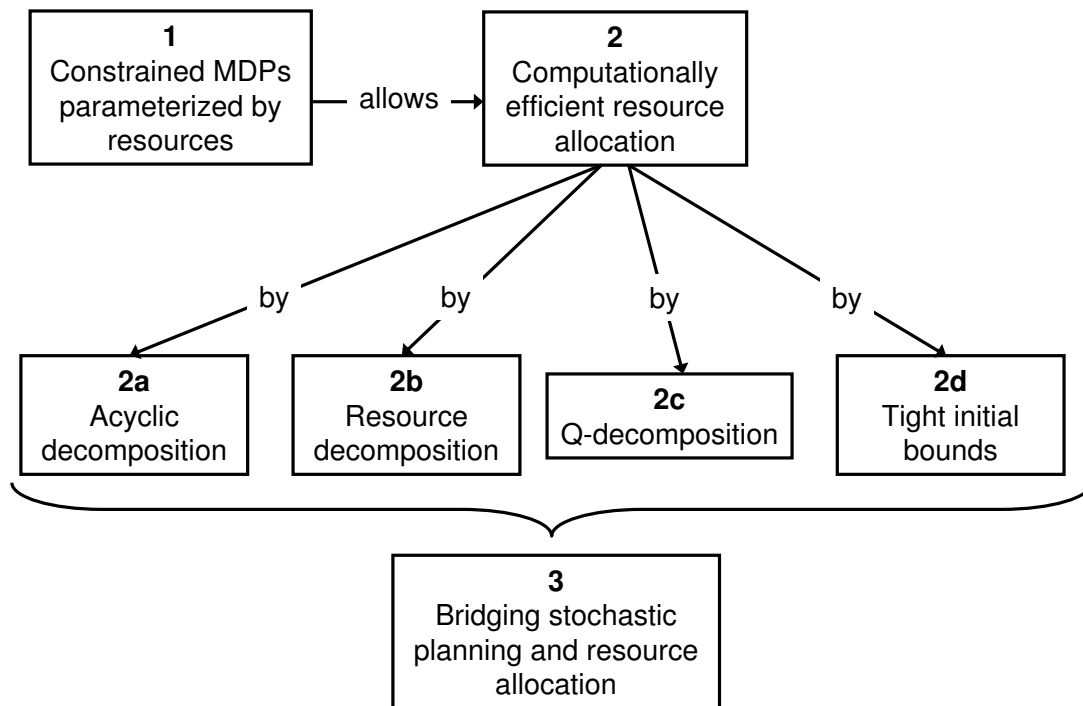 1
Constrained MDPs
parameterized by
resources
allows
2
Computationally
efficient resource
allocation
by
by
by
by
2a
Acyclic
decomposition
2b
Resource
decomposition
2c
Q-decomposition
2d
Tight initial
bounds
3
Bridging stochastic
planning and resource
allocation